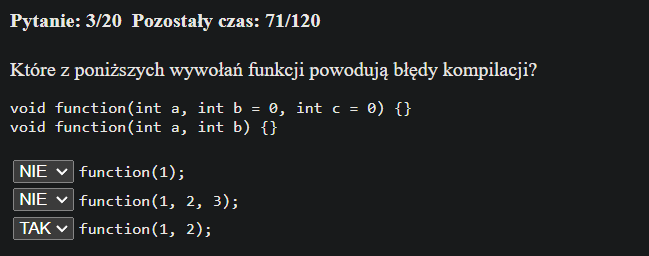 Pytanie: 3/20 Pozostały czas: 71/120
Które z poniższych wywołań funkcji powodują błędy kompilacji?
void function(int a, int b = 0, int c = 0) {}
void function(int a, int b) {}
NIE function(1);
NIE function(1, 2, 3);
TAK function(1, 2);